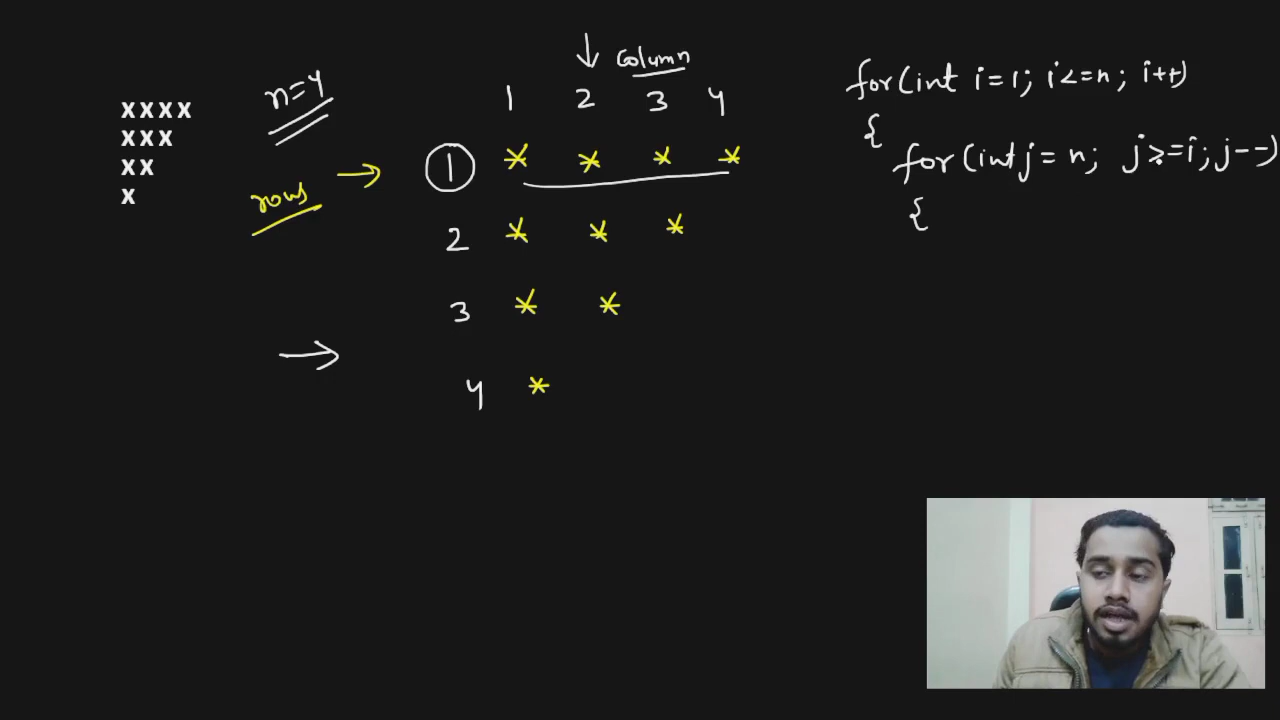 XXXX
XXX
XX
X
n=4
rows →
↓ Column
1 2 3 4
1 * * * *
2 * * *
3 * *
4 *
→
for(int i=1; i<=n; i++)
{
for(int j=n; j>=i; j--)
{